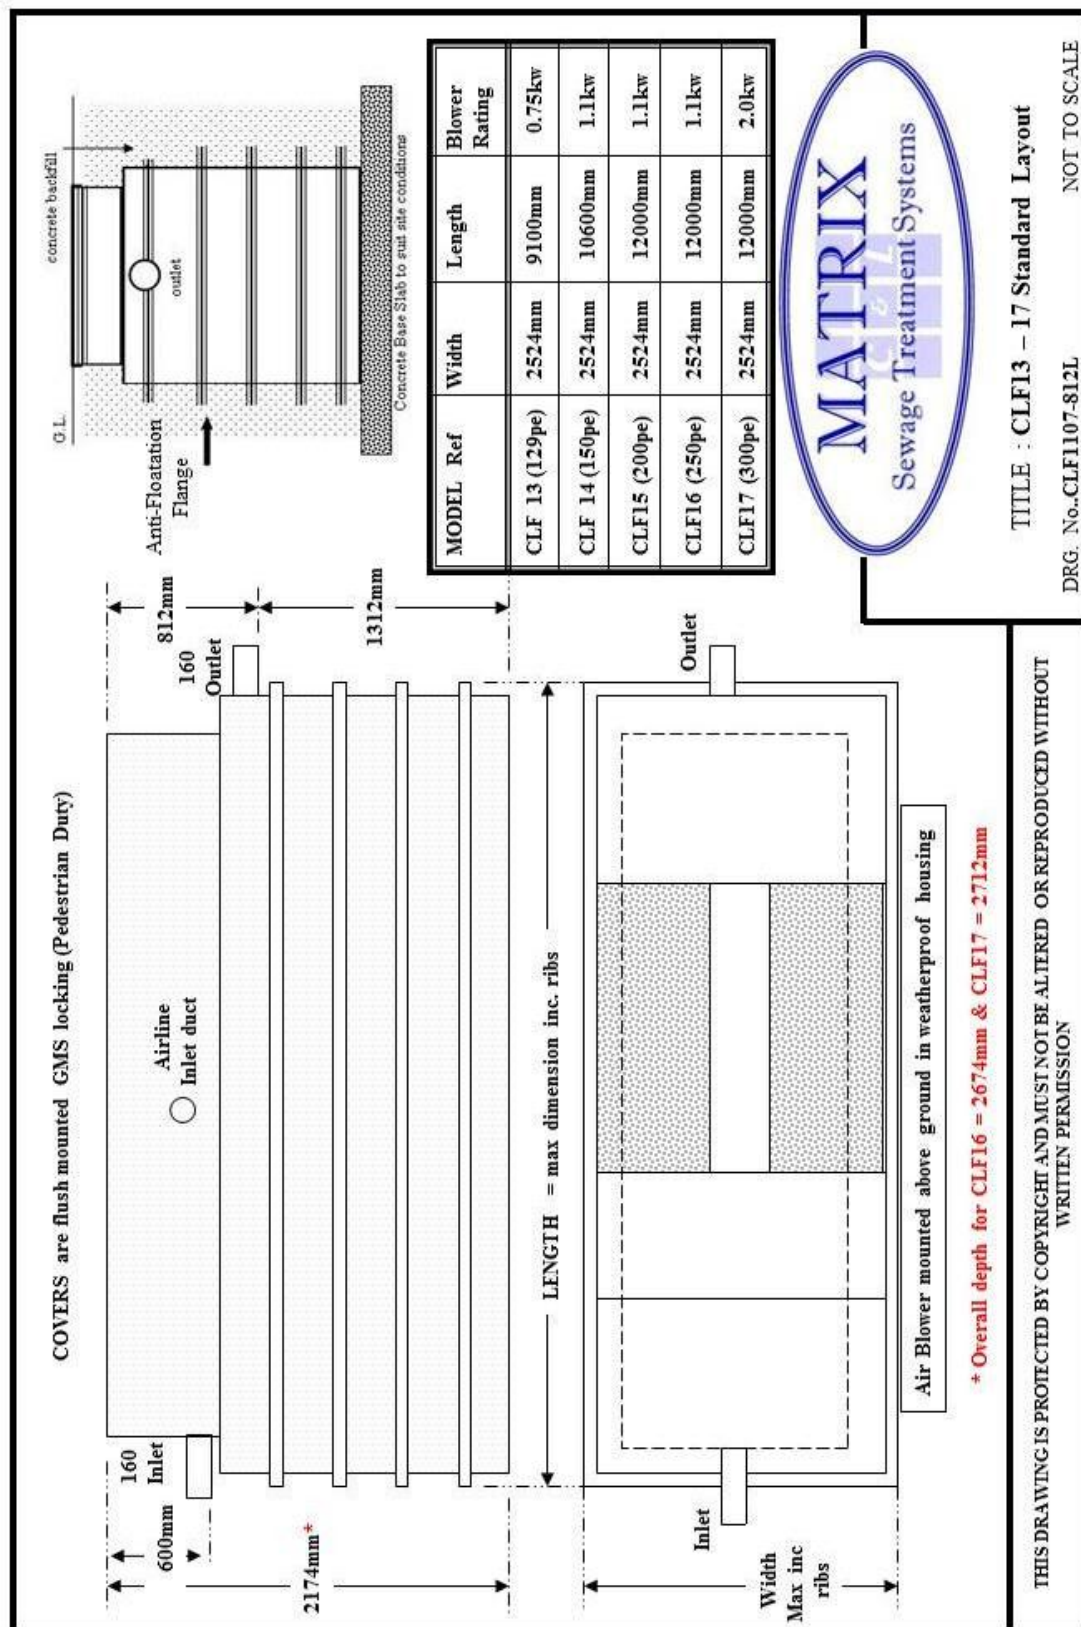 COVERS are flush mounted GMS locking (Pedestrian Duty)
600mm
160
Inlet
Airline
Inlet duct
160
Outlet
812mm
1312mm
2174mm*
LENGTH = max dimension inc. ribs
Inlet
Outlet
Width
Max inc
ribs
Air Blower mounted above ground in weatherproof housing
* Overall depth for CLF16 = 2674mm & CLF17 = 2712mm
G.L.
concrete backfill
outlet
Anti-Floatation
Flange
Concrete Base Slab to suit site conditions
MODEL Ref Width Length Blower Rating
CLF 13 (129pe) 2524mm 9100mm 0.75kw
CLF 14 (150pe) 2524mm 10600mm 1.1kw
CLF15 (200pe) 2524mm 12000mm 1.1kw
CLF16 (250pe) 2524mm 12000mm 1.1kw
CLF17 (300pe) 2524mm 12000mm 2.0kw
MATRIX
Sewage Treatment Systems
TITLE : CLF13 – 17 Standard Layout
DRG. No..CLF1107-812L NOT TO SCALE
THIS DRAWING IS PROTECTED BY COPYRIGHT AND MUST NOT BE ALTERED OR REPRODUCED WITHOUT
WRITTEN PERMISSION